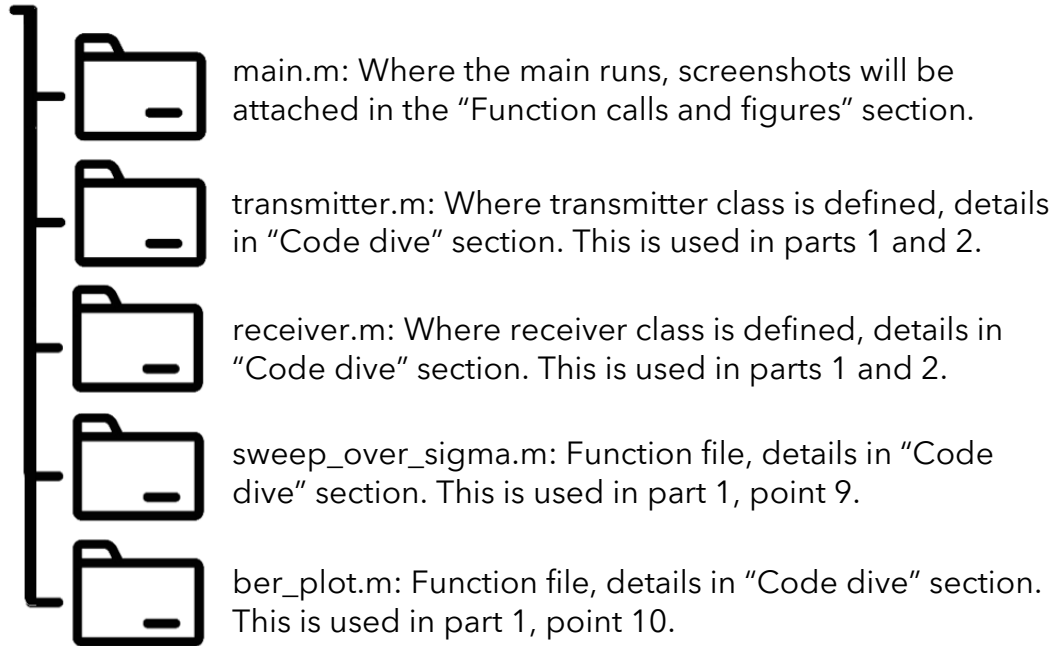 main.m: Where the main runs, screenshots will be
attached in the “Function calls and figures” section.
transmitter.m: Where transmitter class is defined, details
in “Code dive” section. This is used in parts 1 and 2.
receiver.m: Where receiver class is defined, details in
“Code dive” section. This is used in parts 1 and 2.
sweep_over_sigma.m: Function file, details in “Code
dive” section. This is used in part 1, point 9.
ber_plot.m: Function file, details in “Code dive” section.
This is used in part 1, point 10.